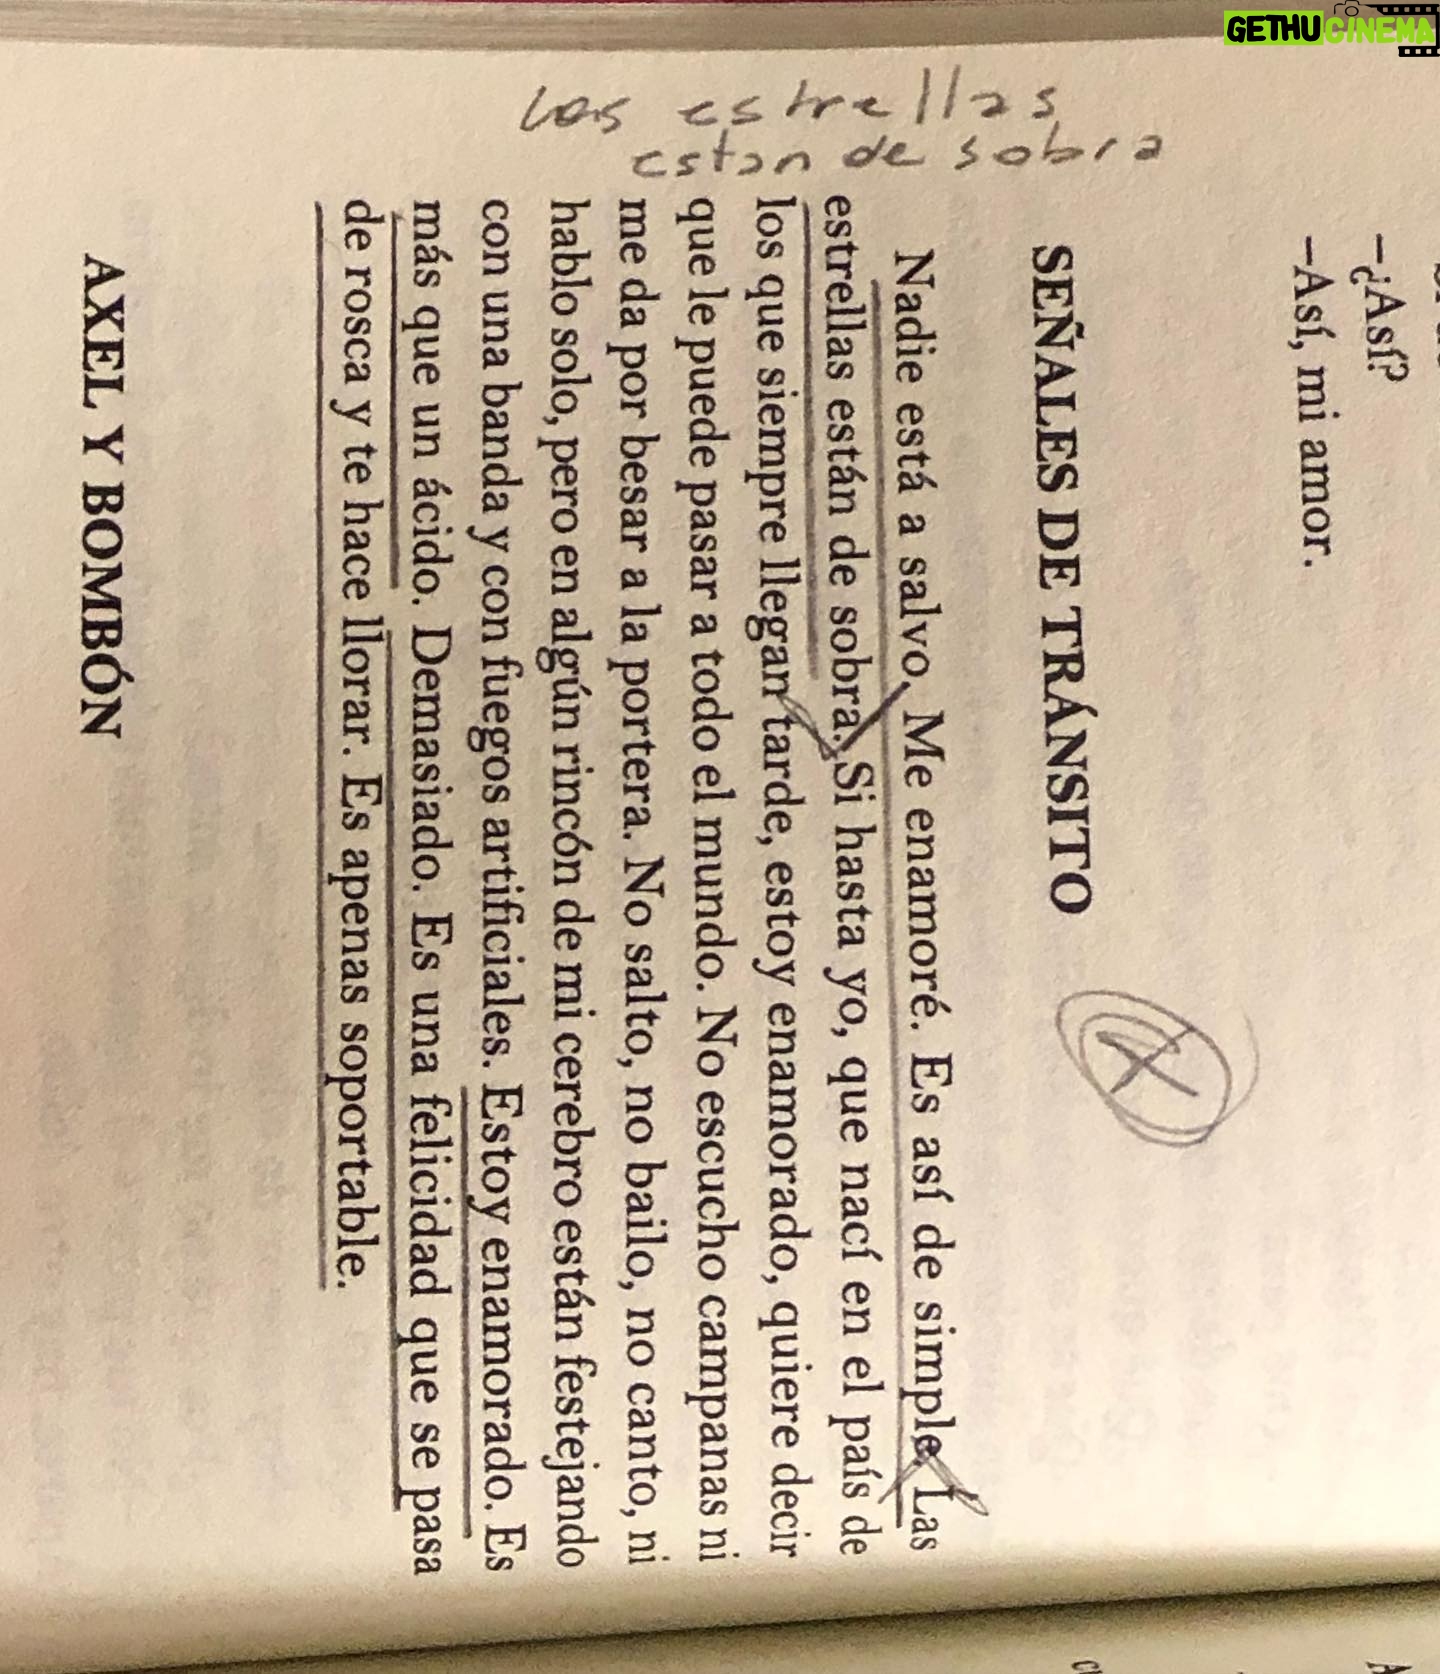 GETHUCINEMA
–¿Así?
–Así, mi amor.
SEÑALES DE TRÁNSITO
Nadie está a salvo. Me enamoré. Es así de simple. Las
estrellas están de sobra. Si hasta yo, que nací en el país de
los que siempre llegan tarde, estoy enamorado, quiere decir
que le puede pasar a todo el mundo. No escucho campanas ni
me da por besar a la portera. No salto, no bailo, no canto, ni
hablo solo, pero en algún rincón de mi cerebro están festejando
con una banda y con fuegos artificiales. Estoy enamorado. Es
más que un ácido. Demasiado. Es una felicidad que se pasa
de rosca y te hace llorar. Es apenas soportable.
AXEL Y BOMBÓN
Las estrellas
estan de sobra